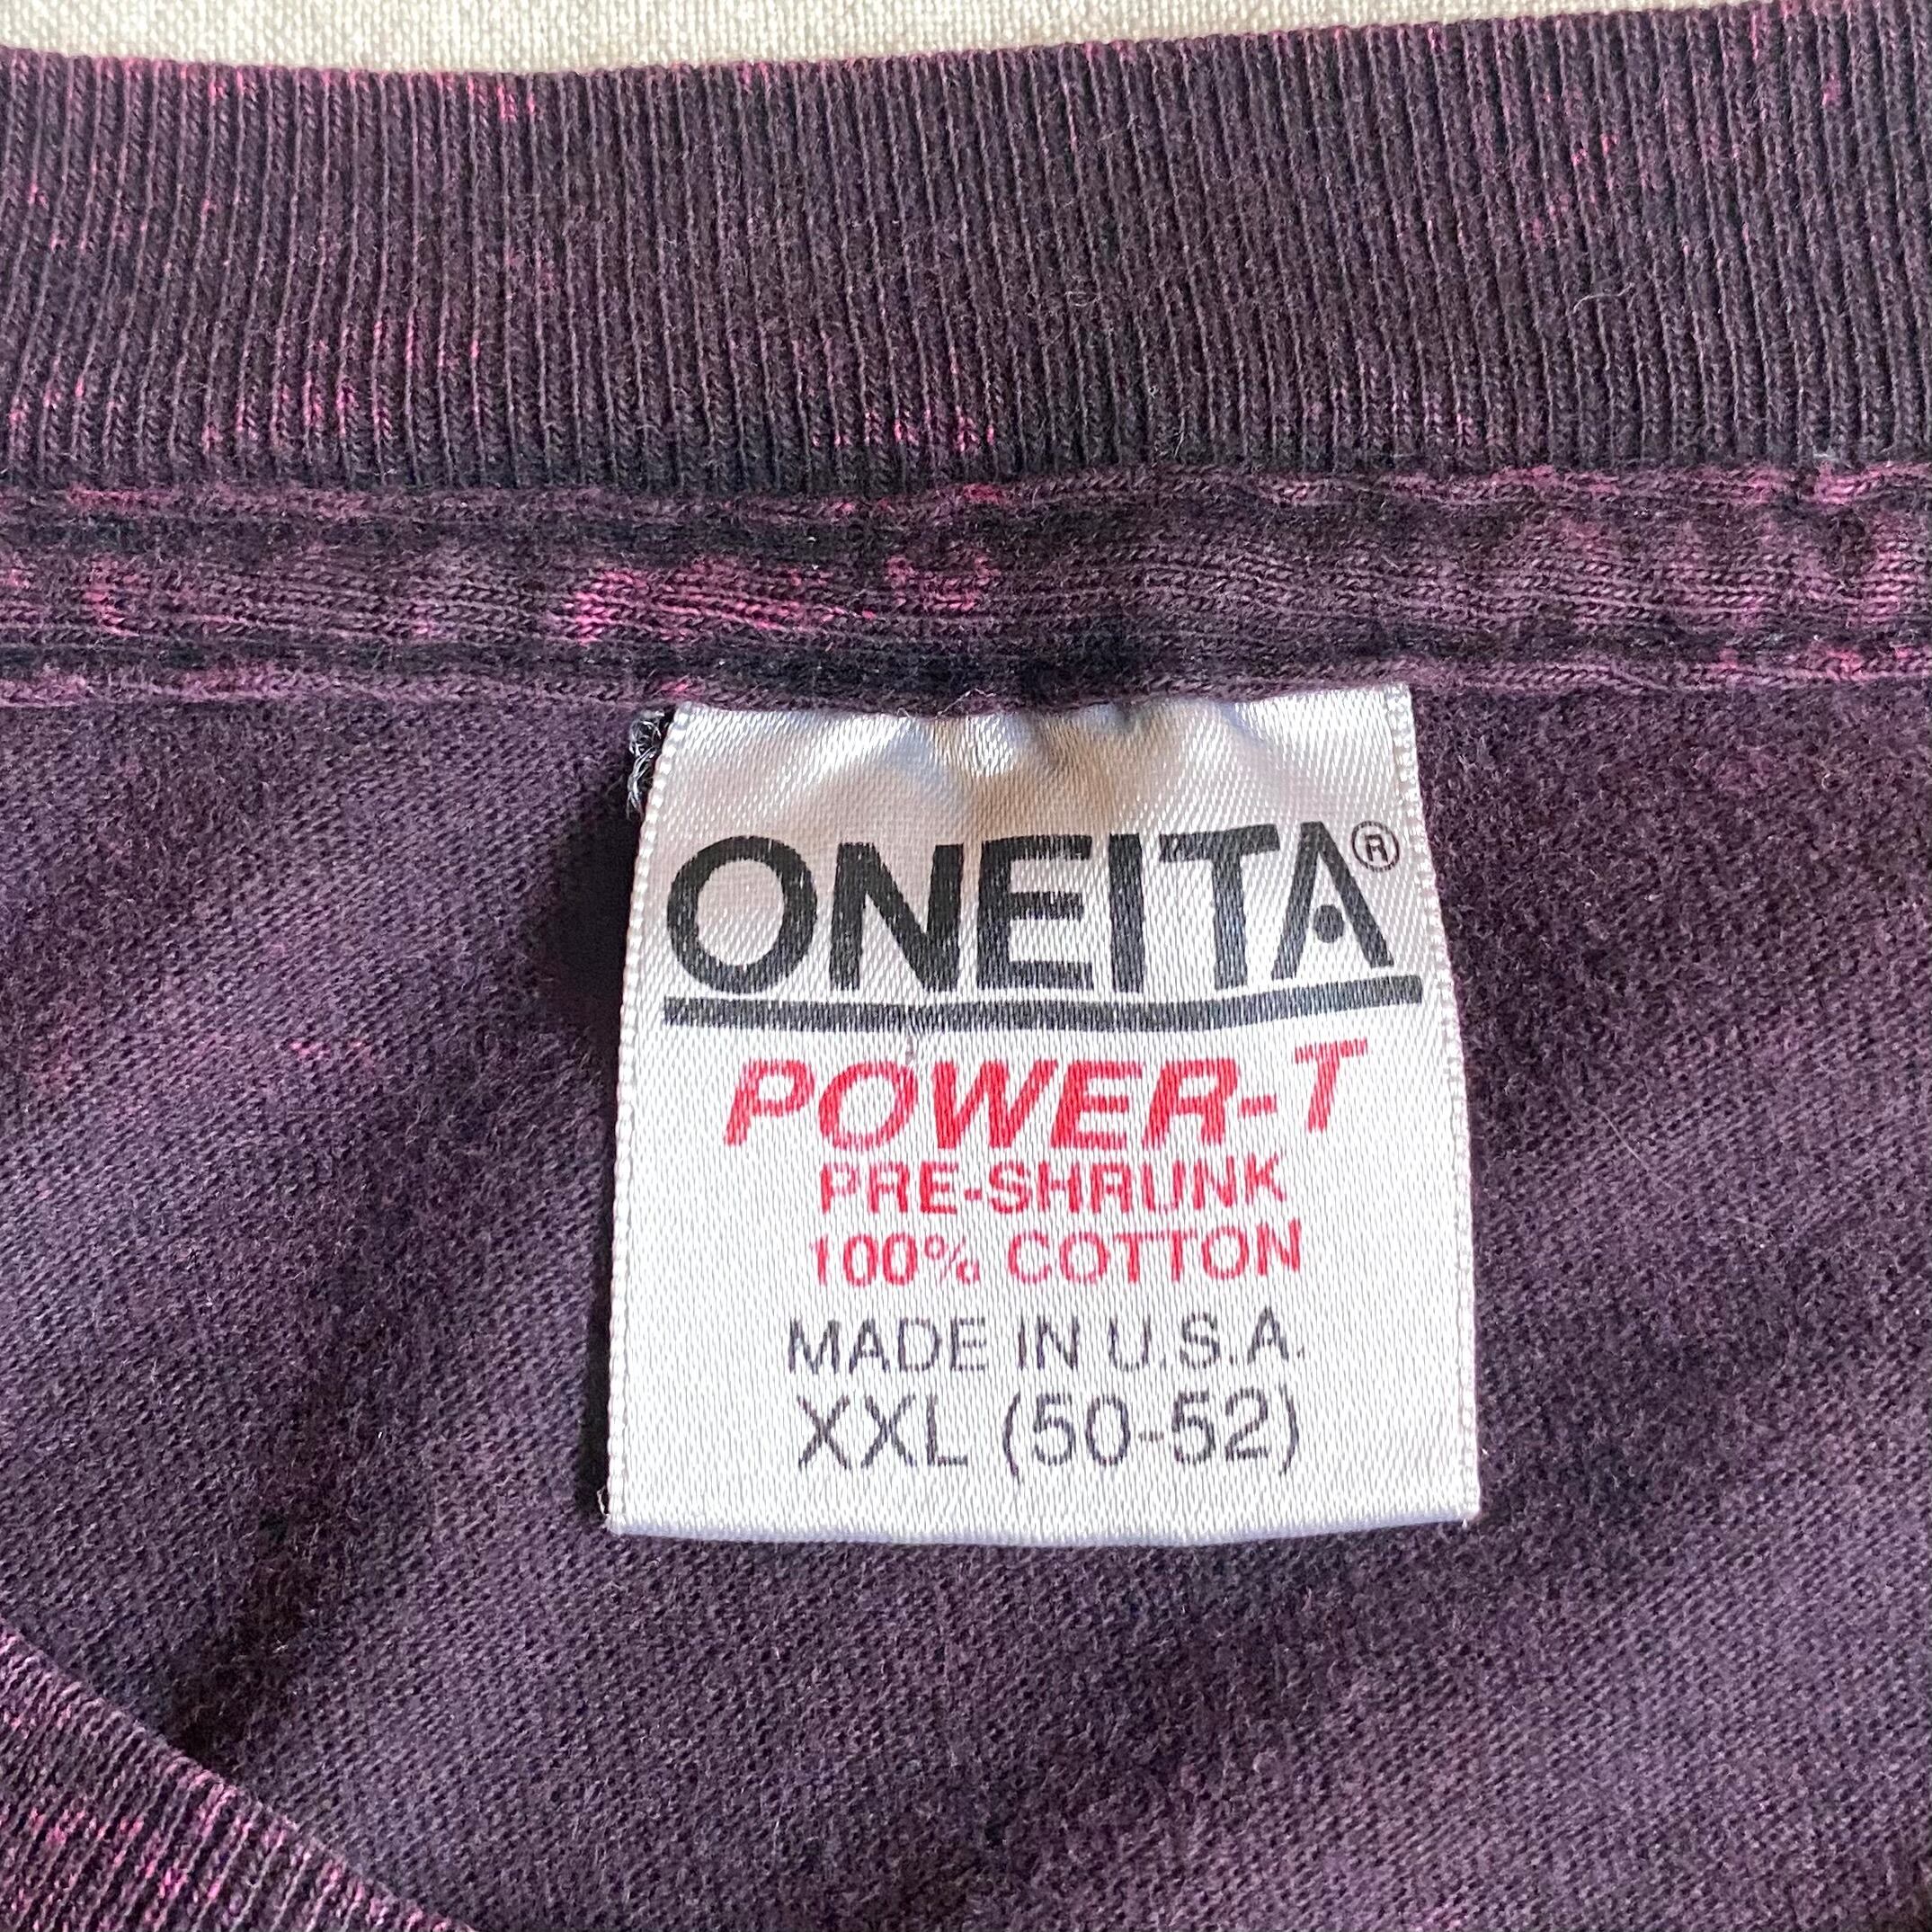 ONEITA®
POWER-T
PRE-SHRUNK
100% COTTON
MADE IN U.S.A.
XXL (50-52)